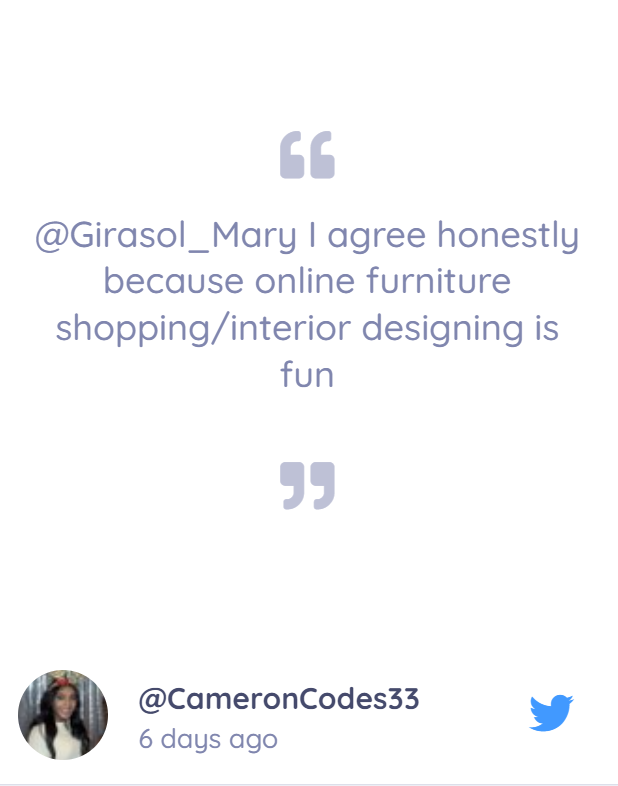 “
@Girasol_Mary I agree honestly
because online furniture
shopping/interior designing is
fun
”
@CameronCodes33
6 days ago